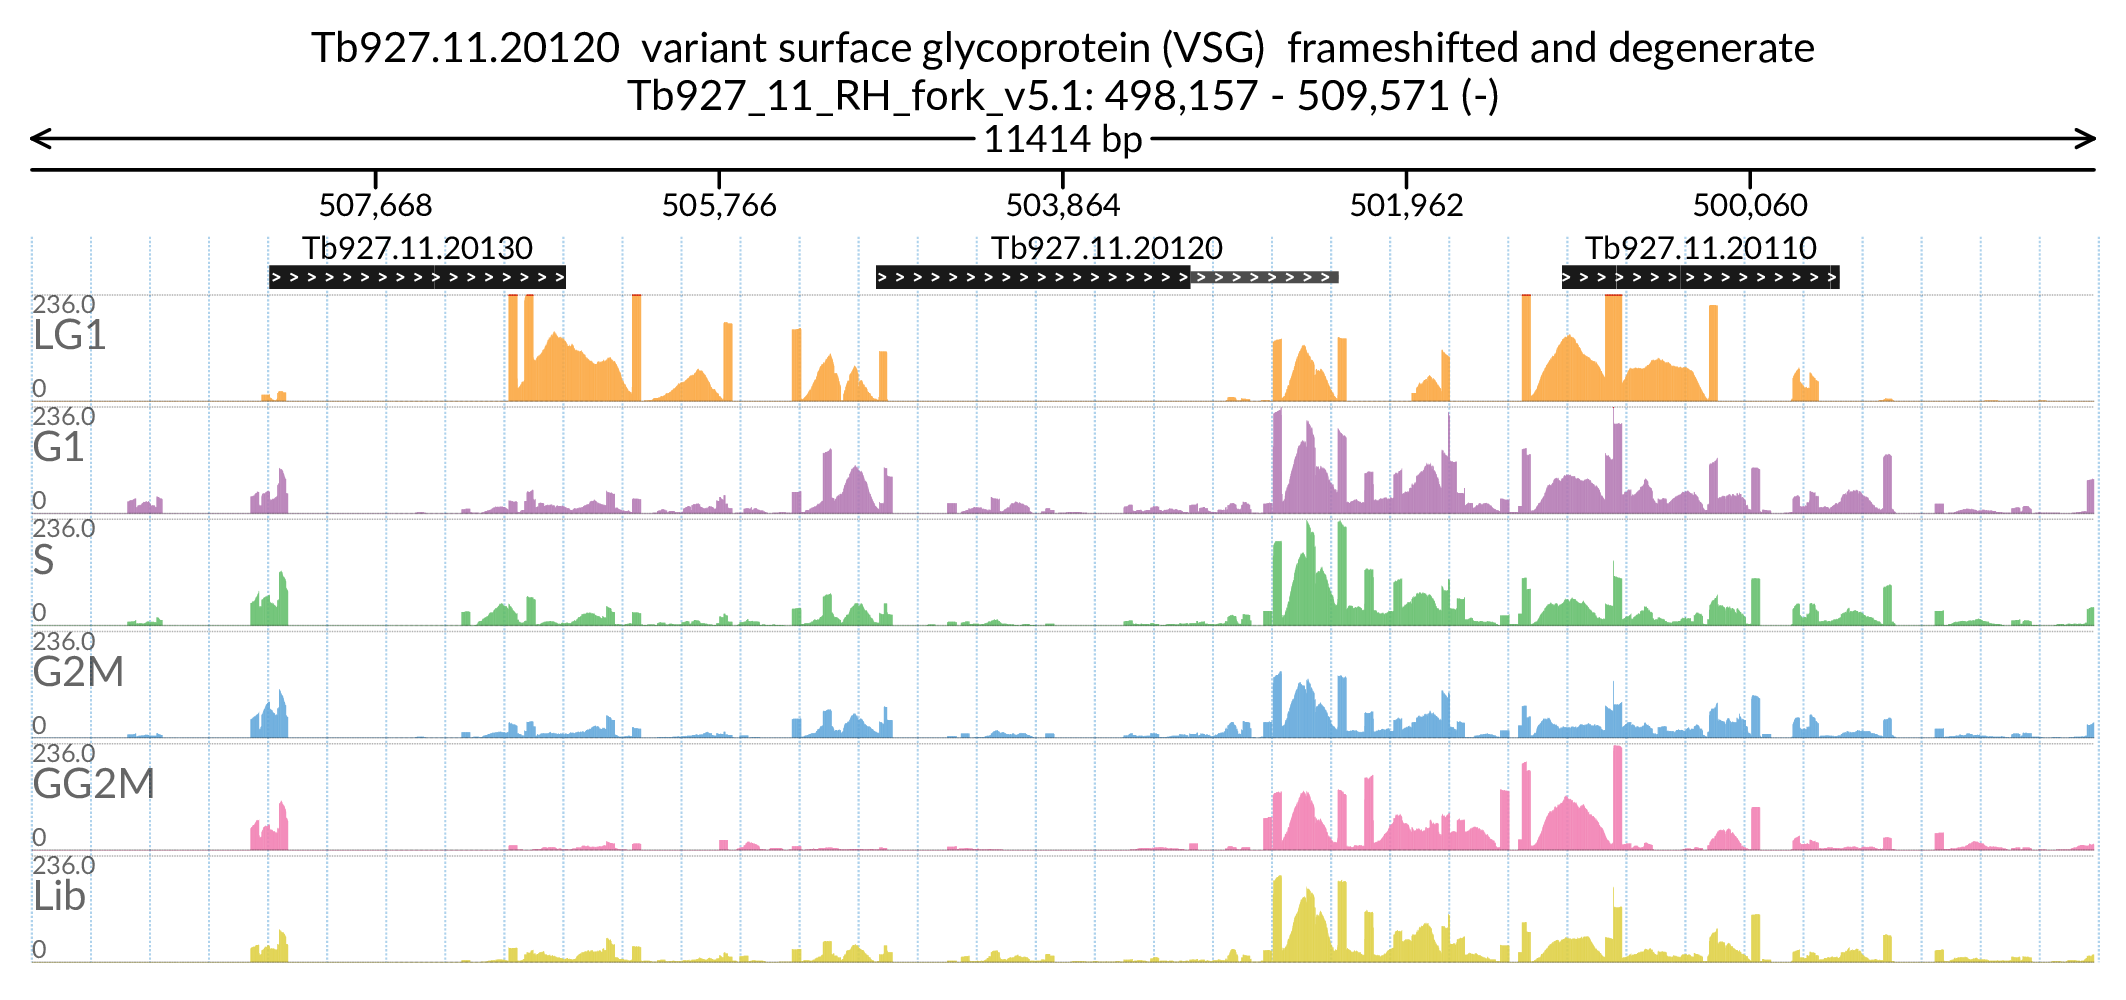 Tb927.11.20120  variant surface glycoprotein (VSG)  frameshifted and degenerate
Tb927_11_RH_fork_v5.1: 498,157 - 509,571 (-)
11414 bp
507,668 505,766 503,864 501,962 500,060
Tb927.11.20130 Tb927.11.20120 Tb927.11.20110
236.0
LG1
0
236.0
G1
0
236.0
S
0
236.0
G2M
0
236.0
GG2M
0
236.0
Lib
0